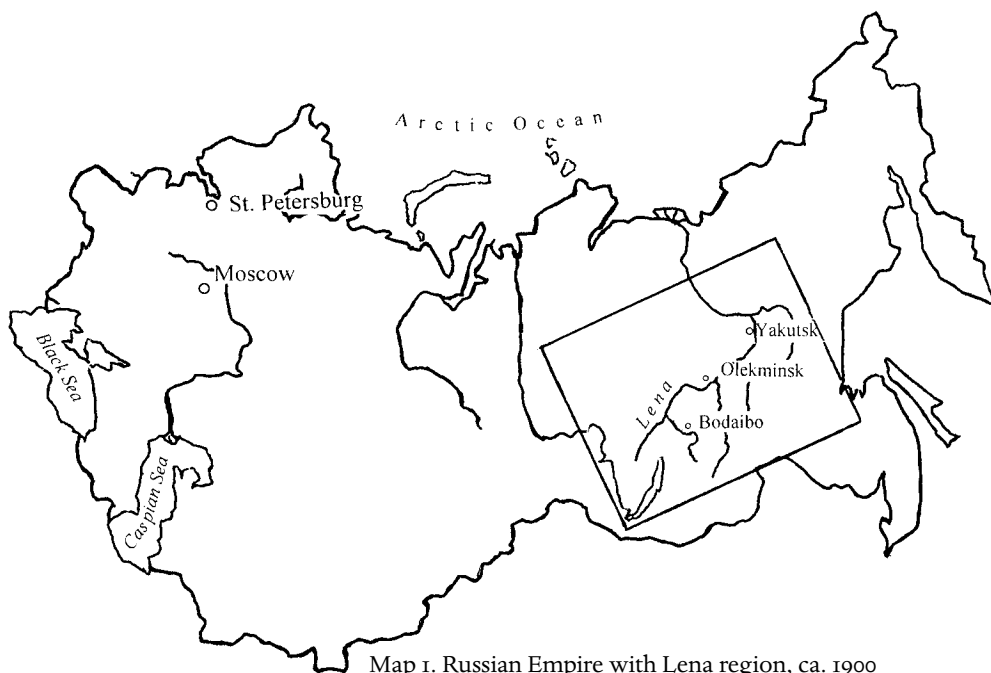 Arctic Ocean
St. Petersburg
Moscow
Black Sea
Caspian Sea
Yakutsk
Olekminsk
Lena
Bodaibo
Map 1. Russian Empire with Lena region, ca. 1900